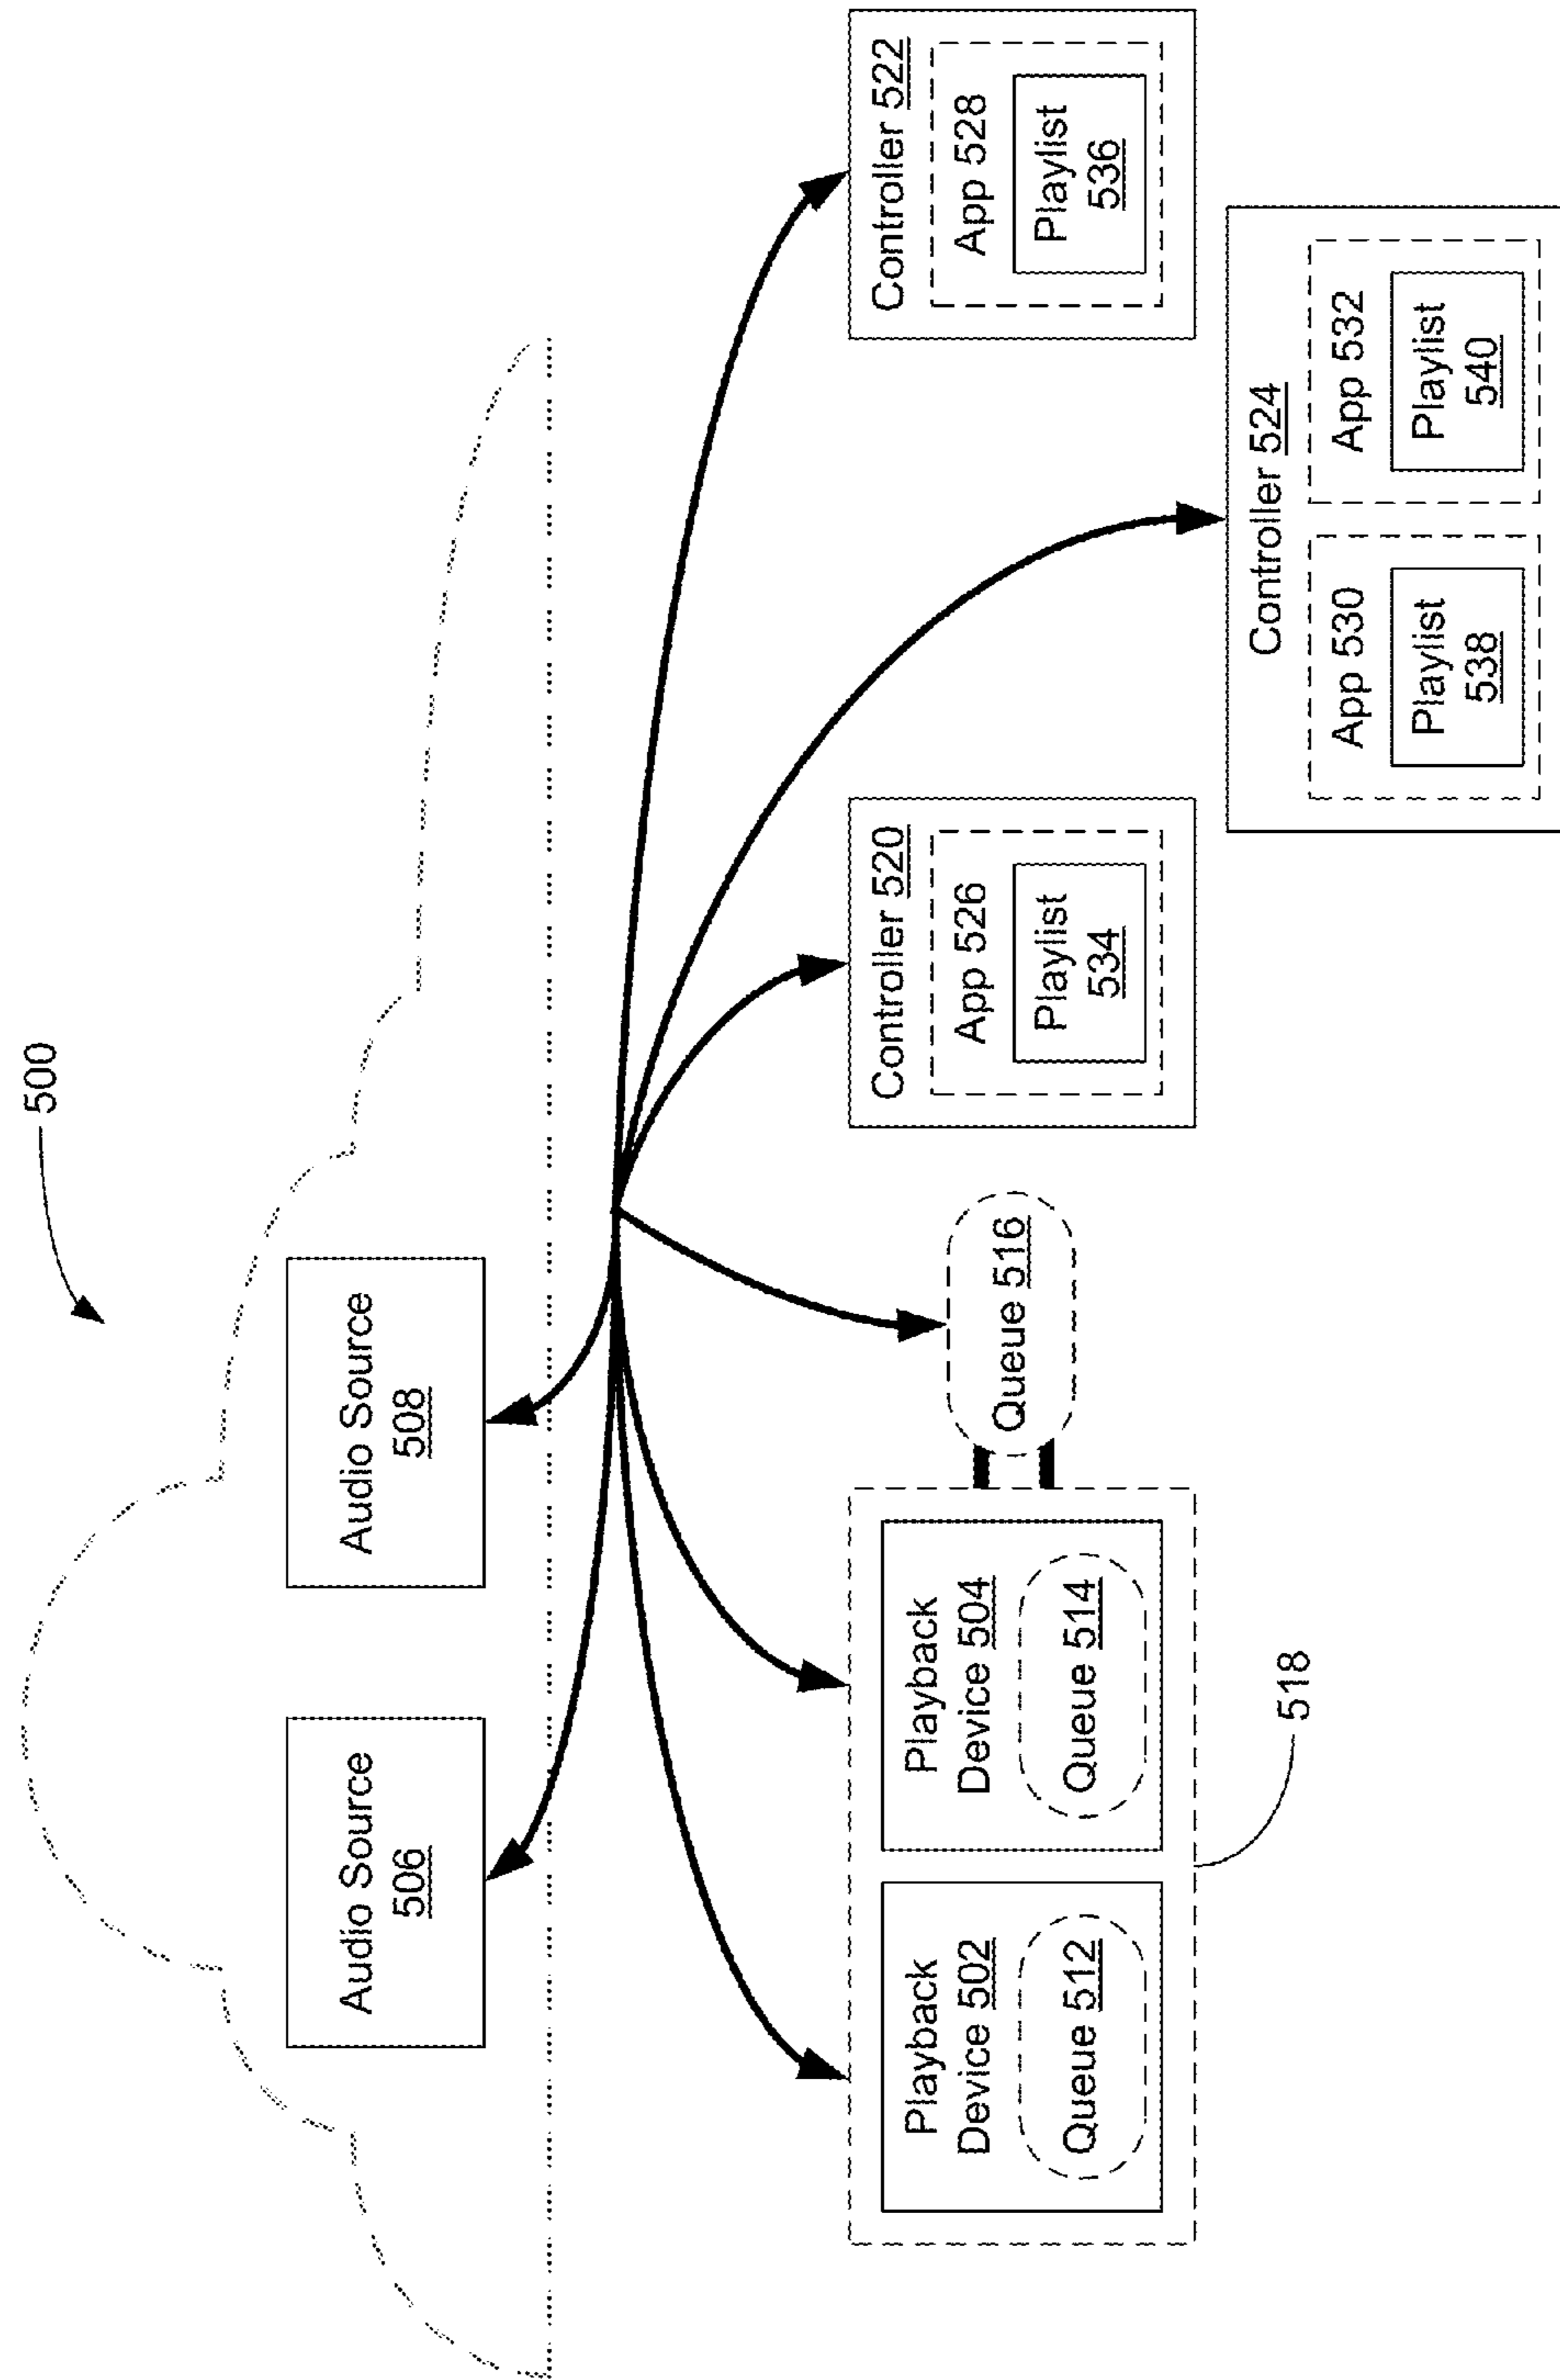 500
Audio Source
506
Audio Source
508
Playback
Device 502
Queue 512
Playback
Device 504
Queue 514
518
Queue 516
Controller 520
App 526
Playlist
534
Controller 522
App 528
Playlist
536
Controller 524
App 530
Playlist
538
App 532
Playlist
540